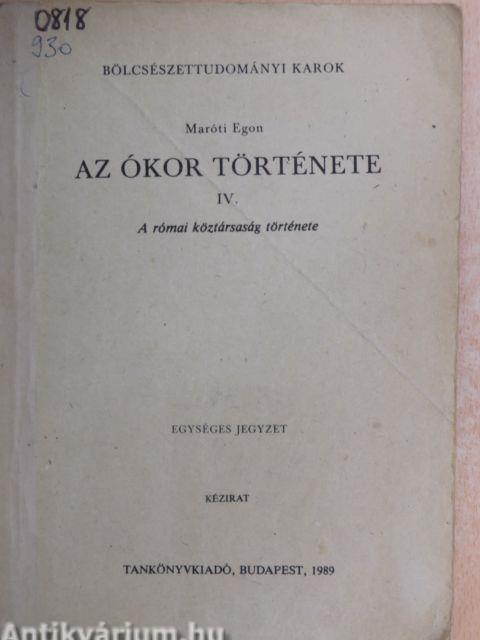 0818
930
BÖLCSÉSZETTUDOMÁNYI KAROK
Maróti Egon
AZ ÓKOR TÖRTÉNETE
IV.
A római köztársaság története
EGYSÉGES JEGYZET
KÉZIRAT
TANKÖNYVKIADÓ, BUDAPEST, 1989
Antikvárium.hu